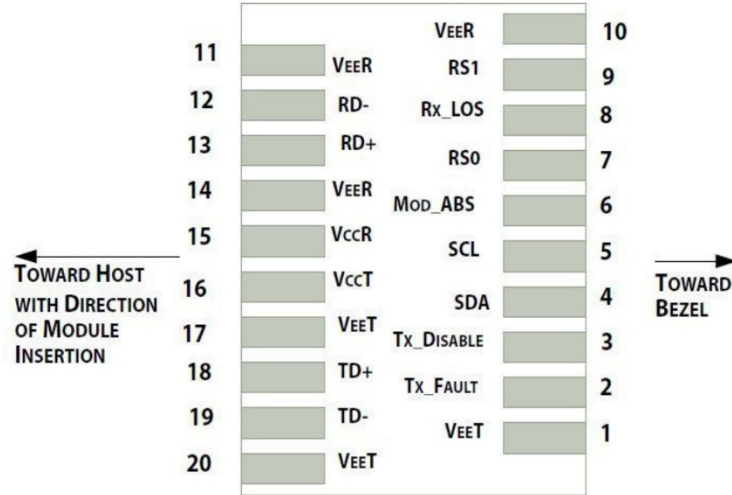 VEER 10
11 VEER
RS1 9
12 RD-
RX_LOS 8
13 RD+
RS0 7
14 VEER
MOD_ABS 6
15 VCCR
SCL 5
16 VCCT
SDA 4
17 VEET
TX_DISABLE 3
18 TD+
TX_FAULT 2
19 TD-
VEET 1
20 VEET
TOWARD HOST
WITH DIRECTION
OF MODULE
INSERTION
TOWARD
BEZEL